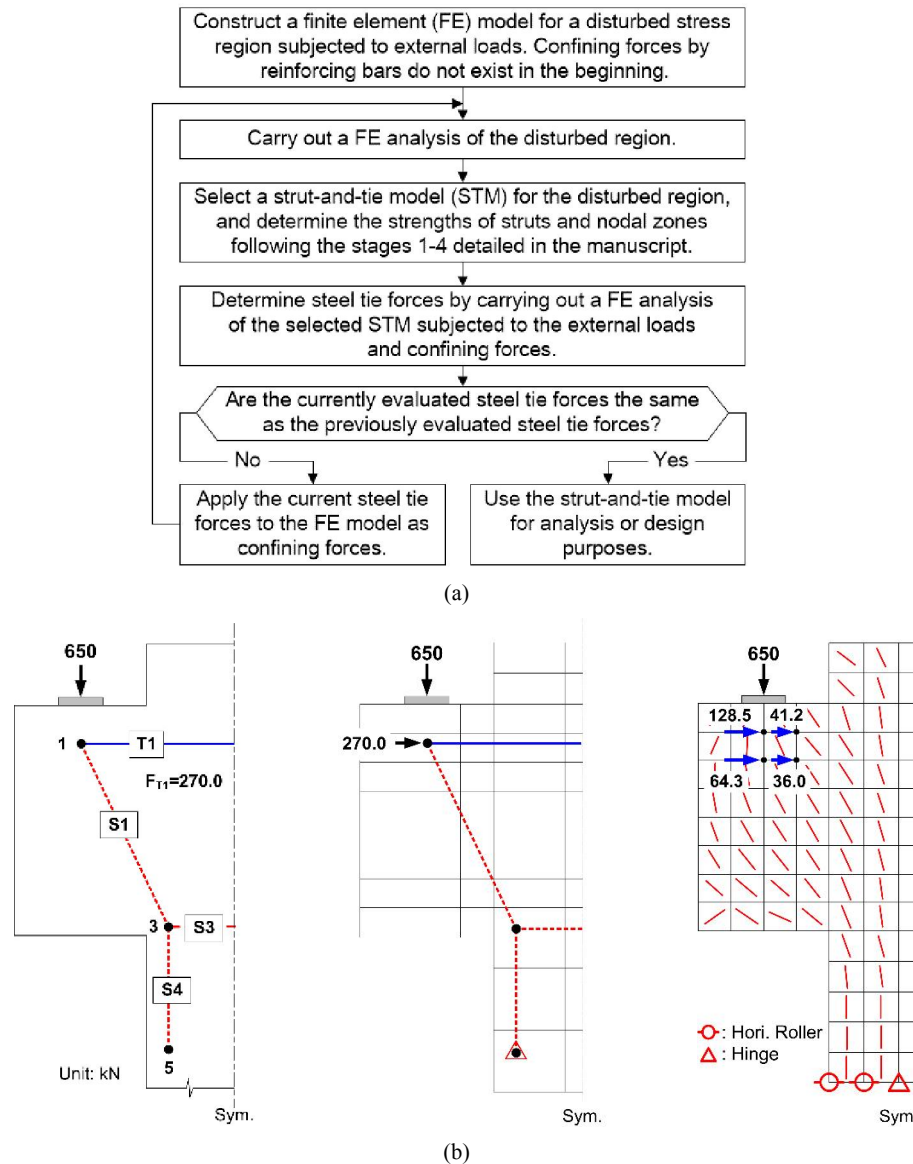 Construct a finite element (FE) model for a disturbed stress
region subjected to external loads. Confining forces by
reinforcing bars do not exist in the beginning.
Carry out a FE analysis of the disturbed region.
Select a strut-and-tie model (STM) for the disturbed region,
and determine the strengths of struts and nodal zones
following the stages 1-4 detailed in the manuscript.
Determine steel tie forces by carrying out a FE analysis
of the selected STM subjected to the external loads
and confining forces.
Are the currently evaluated steel tie forces the same
as the previously evaluated steel tie forces?
No
Yes
Apply the current steel tie
forces to the FE model as
confining forces.
Use the strut-and-tie model
for analysis or design
purposes.
(a)
650
1
T1
F_T1=270.0
S1
3
S3
S4
5
Unit: kN
Sym.
650
270.0
Sym.
650
128.5
41.2
64.3
36.0
: Hori. Roller
: Hinge
Sym.
(b)